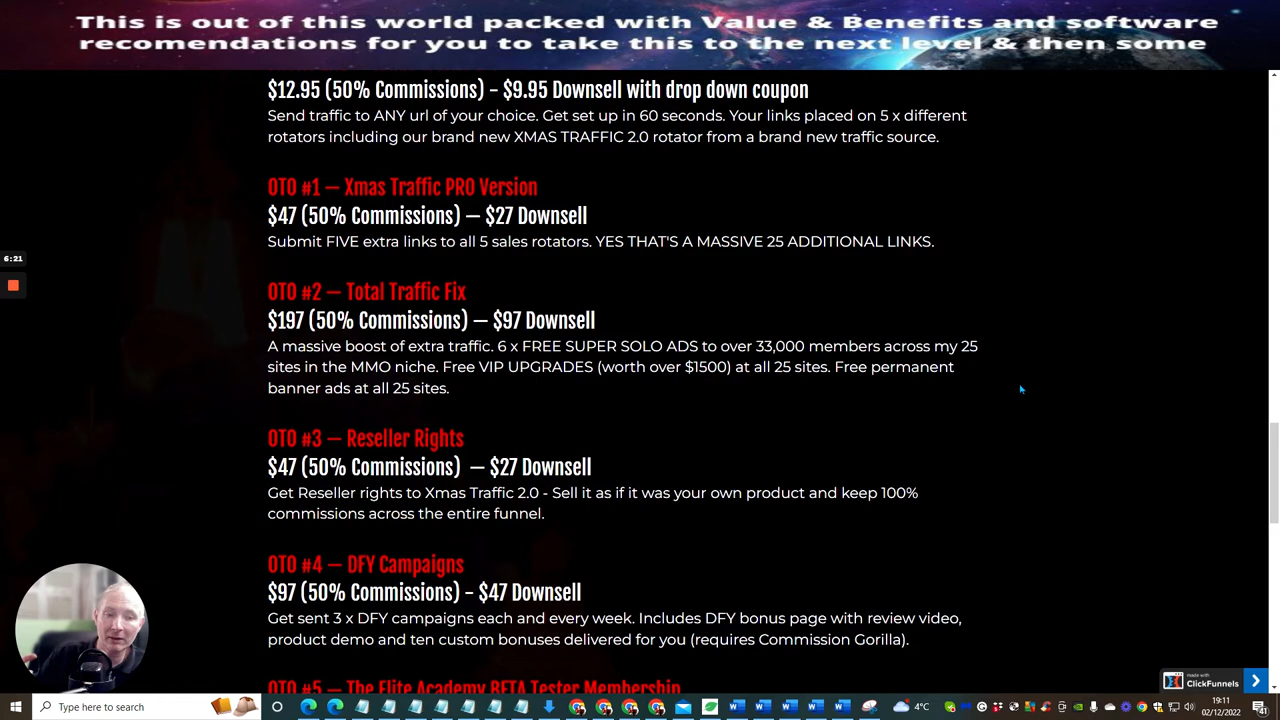 This is out of this world packed with Value & Benefits and software
recomendations for you to take this to the next level & then some
$12.95 (50% Commissions) - $9.95 Downsell with drop down coupon
Send traffic to ANY url of your choice. Get set up in 60 seconds. Your links placed on 5 x different
rotators including our brand new XMAS TRAFFIC 2.0 rotator from a brand new traffic source.
OTO #1 — Xmas Traffic PRO Version
$47 (50% Commissions) — $27 Downsell
Submit FIVE extra links to all 5 sales rotators. YES THAT'S A MASSIVE 25 ADDITIONAL LINKS.
6:21
OTO #2 — Total Traffic Fix
$197 (50% Commissions) — $97 Downsell
A massive boost of extra traffic. 6 x FREE SUPER SOLO ADS to over 33,000 members across my 25
sites in the MMO niche. Free VIP UPGRADES (worth over $1500) at all 25 sites. Free permanent
banner ads at all 25 sites.
OTO #3 — Reseller Rights
$47 (50% Commissions) — $27 Downsell
Get Reseller rights to Xmas Traffic 2.0 - Sell it as if it was your own product and keep 100%
commissions across the entire funnel.
OTO #4 — DFY Campaigns
$97 (50% Commissions) - $47 Downsell
Get sent 3 x DFY campaigns each and every week. Includes DFY bonus page with review video,
product demo and ten custom bonuses delivered for you (requires Commission Gorilla).
OTO #5 — The Elite Academy BETA Tester Membership
made with
ClickFunnels
Type here to search
4°C
19:11
02/12/2022